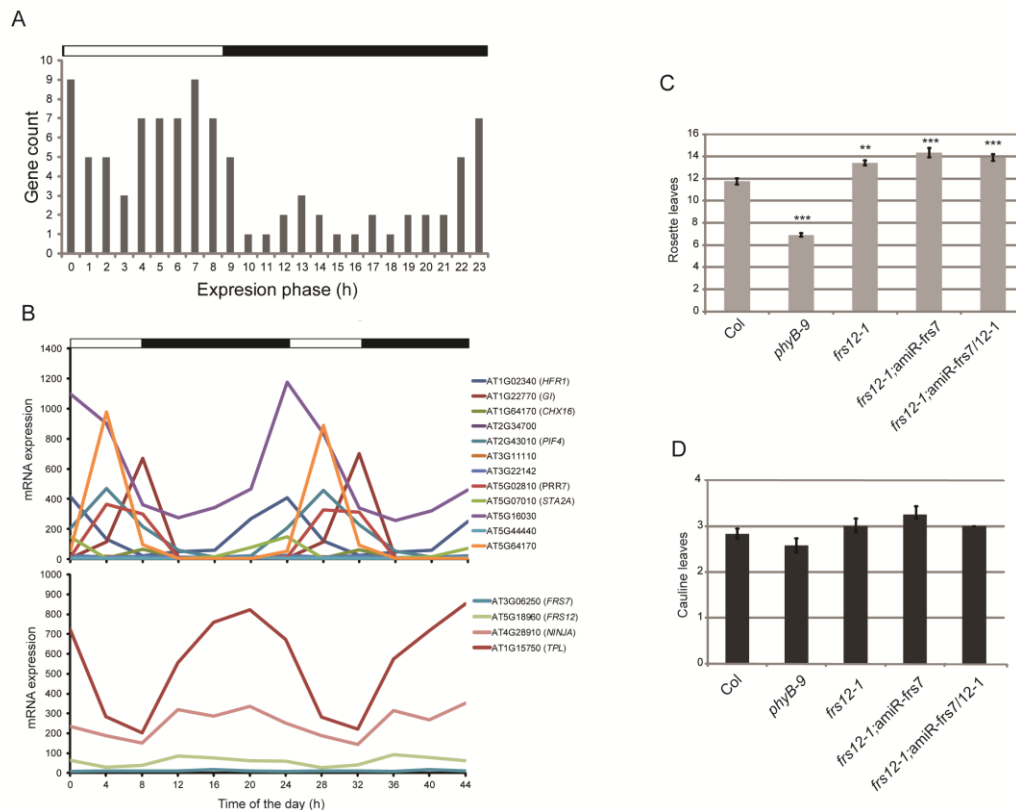 A
10
9
8
7
6
5
4
3
2
1
0
Gene count
0 1 2 3 4 5 6 7 8 9 10 11 12 13 14 15 16 17 18 19 20 21 22 23
Expresion phase (h)
B
1400
1200
1000
800
600
400
200
0
mRNA expression
AT1G02340 (HFR1)
AT1G22770 (GI)
AT1G64170 (CHX16)
AT2G34700
AT2G43010 (PIF4)
AT3G11110
AT3G22142
AT5G02810 (PRR7)
AT5G07010 (STA2A)
AT5G16030
AT5G44440
AT5G64170
1000
900
800
700
600
500
400
300
200
100
0
mRNA expression
AT3G06250 (FRS7)
AT5G18960 (FRS12)
AT4G28910 (NINJA)
AT1G15750 (TPL)
0 4 8 12 16 20 24 28 32 36 40 44
Time of the day (h)
C
16
14
12
10
8
6
4
2
0
Rosette leaves
***
**
***
***
Col
phyB-9
frs12-1
frs12-1;amiR-frs7
frs12-1;amiR-frs7/12-1
D
4
3
2
1
0
Cauline leaves
Col
phyB-9
frs12-1
frs12-1;amiR-frs7
frs12-1;amiR-frs7/12-1